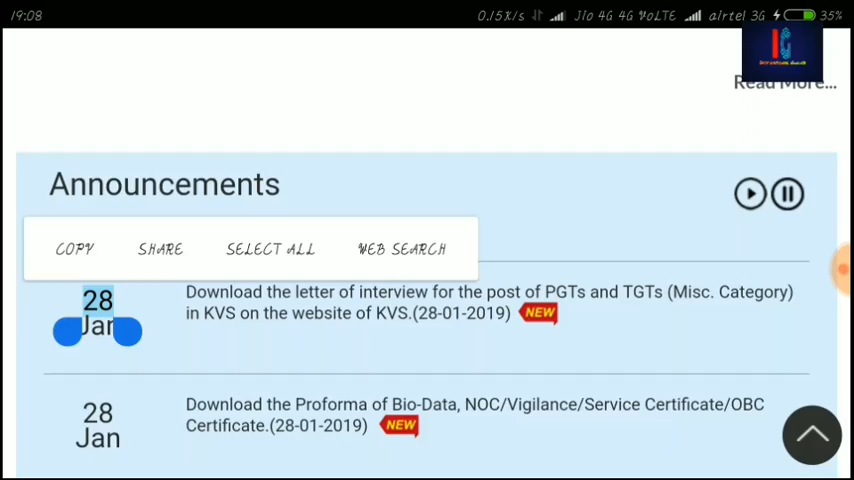 19:08 0.15K/s Jio 4G 4G VoLTE airtel 3G 35%
IG
Read More...
Announcements
COPY SHARE SELECT ALL WEB SEARCH
28
Jan
Download the letter of interview for the post of PGTs and TGTs (Misc. Category)
in KVS on the website of KVS.(28-01-2019) NEW
28
Jan
Download the Proforma of Bio-Data, NOC/Vigilance/Service Certificate/OBC
Certificate.(28-01-2019) NEW